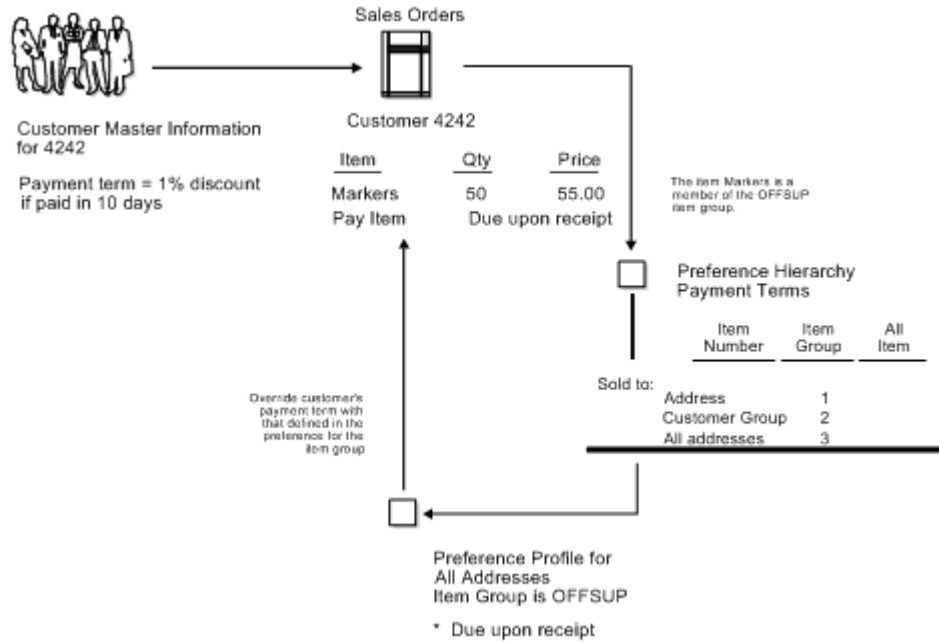 Sales Orders
Customer Master Information
for 4242
Payment term = 1% discount
if paid in 10 days
Customer 4242
Item Qty Price
Markers 50 55.00
Pay Item Due upon receipt
The item Markers is a
member of the OFFSUP
item group.
Preference Hierarchy
Payment Terms
Item Item All
Number Group Item
Sold to:
Address 1
Customer Group 2
All addresses 3
Override customer's
payment term with
that defined in the
preference for the
item group
Preference Profile for
All Addresses
Item Group is OFFSUP
* Due upon receipt